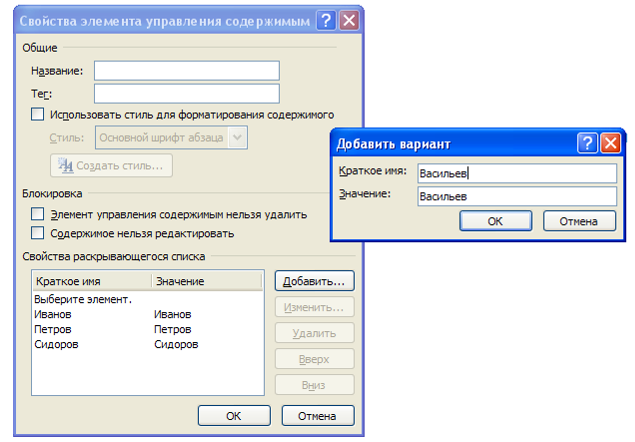 Свойства элемента управления содержимым
Общие
Название:
Тег:
Использовать стиль для форматирования содержимого
Стиль: Основной шрифт абзаца
Создать стиль...
Блокировка
Элемент управления содержимым нельзя удалить
Содержимое нельзя редактировать
Свойства раскрывающегося списка
Краткое имя Значение
Выберите элемент.
Иванов Иванов
Петров Петров
Сидоров Сидоров
Добавить...
Изменить...
Удалить
Вверх
Вниз
ОК Отмена
Добавить вариант
Краткое имя: Васильев
Значение: Васильев
ОК Отмена